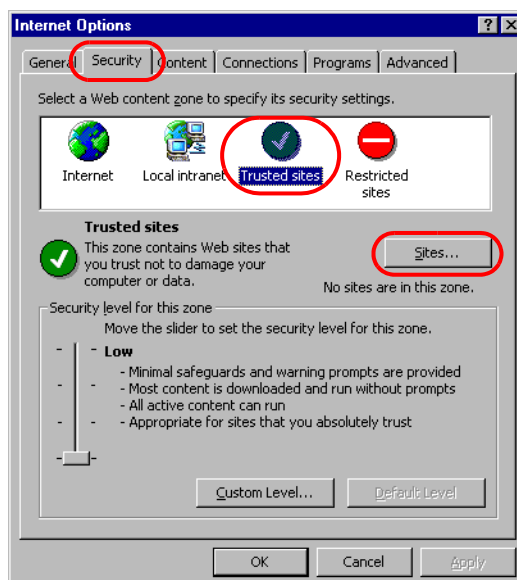 Internet Options
General Security Content Connections Programs Advanced
Select a Web content zone to specify its security settings.
Internet Local intranet Trusted sites Restricted
sites
Trusted sites
This zone contains Web sites that
you trust not to damage your
computer or data.
Sites...
No sites are in this zone.
Security level for this zone
Move the slider to set the security level for this zone.
Low
- Minimal safeguards and warning prompts are provided
- Most content is downloaded and run without prompts
- All active content can run
- Appropriate for sites that you absolutely trust
Custom Level... Default Level
OK Cancel Apply